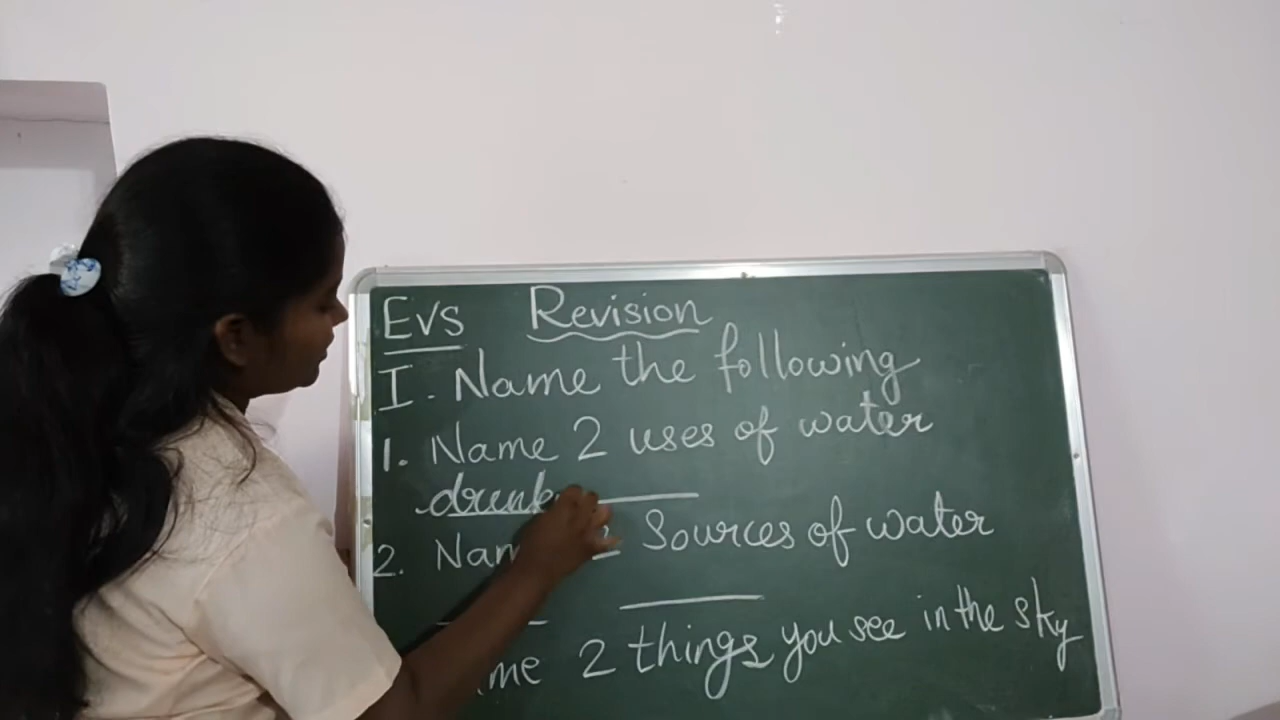 EVS Revision
I. Name the following
1. Name 2 uses of water
drink
2. 2 Sources of water
2 things you see in the sky